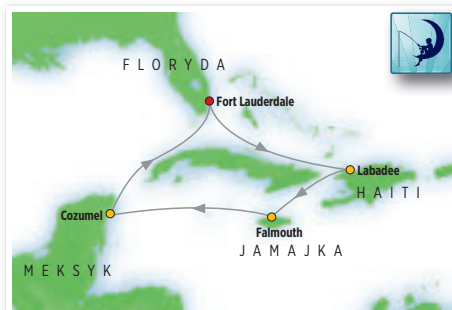 FLORYDA
Fort Lauderdale
Labadee
HAITI
Cozumel
Falmouth
JAMAJKA
MEKSYK